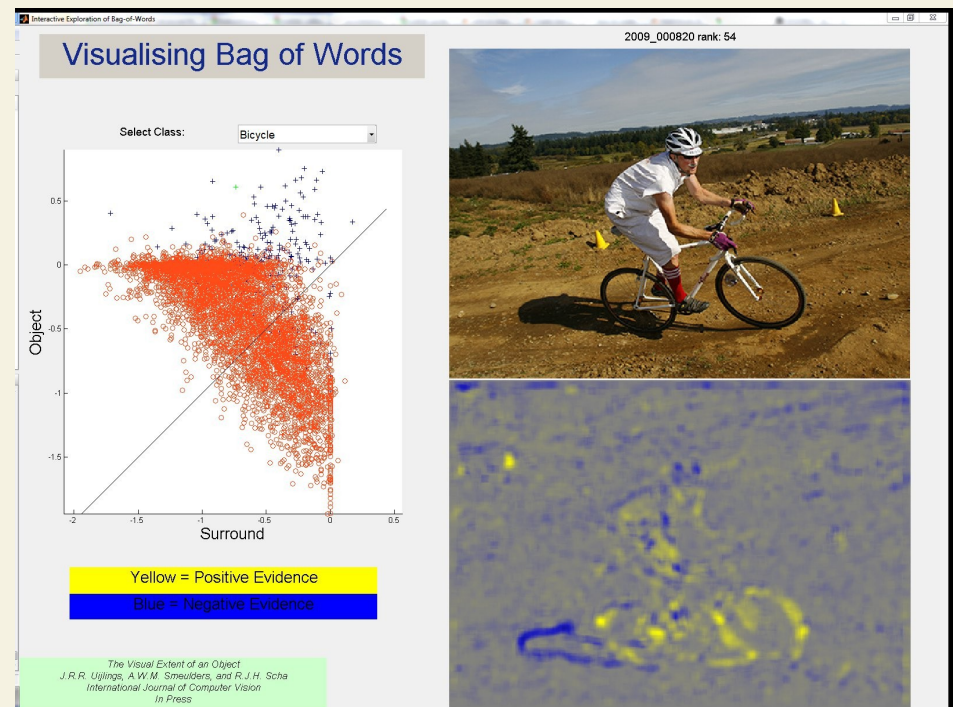 Interactive Exploration of Bag-of-Words
Visualising Bag of Words
Select Class:
Bicycle
0.5
0
-0.5
-1
-1.5
Object
-2
-1.5
-1
-0.5
0
0.5
Surround
Yellow = Positive Evidence
Blue = Negative Evidence
The Visual Extent of an Object
J.R.R. Uijlings, A.W.M. Smeulders, and R.J.H. Scha
International Journal of Computer Vision
In Press
2009_000820 rank: 54